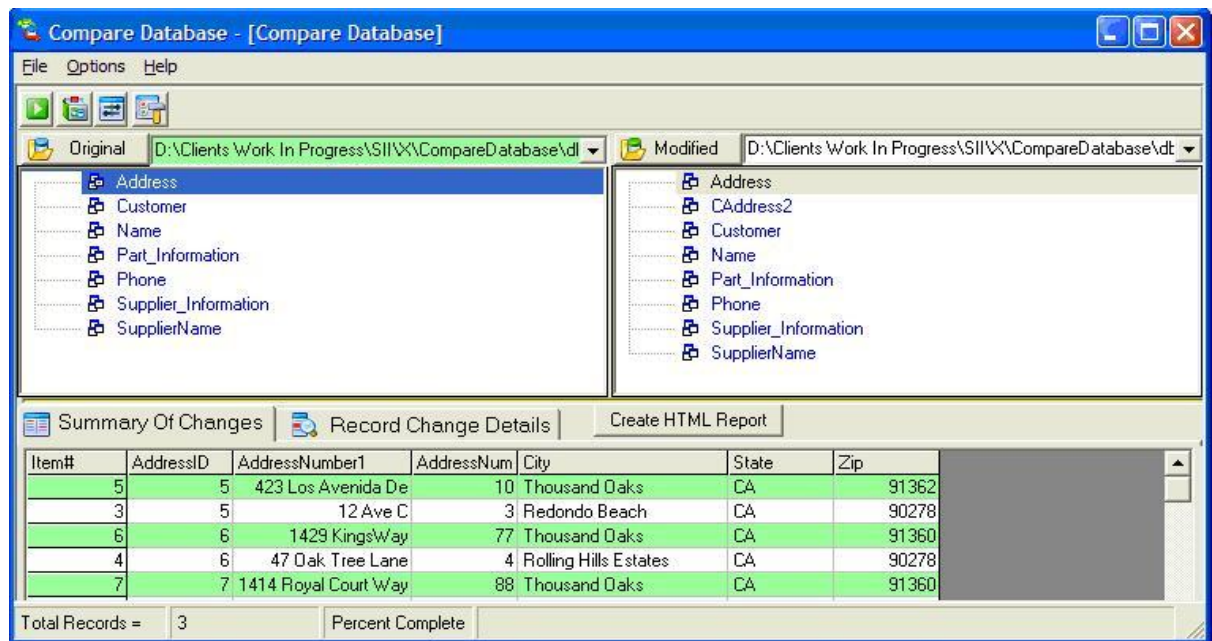 Compare Database - [Compare Database]
File Options Help
Original D:\Clients Work In Progress\SII\X\CompareDatabase\dl Modified D:\Clients Work In Progress\SII\X\CompareDatabase\dt
Address
Customer
Name
Part_Information
Phone
Supplier_Information
SupplierName
Address
CAddress2
Customer
Name
Part_Information
Phone
Supplier_Information
SupplierName
Summary Of Changes Record Change Details Create HTML Report
Item# AddressID AddressNumber1 AddressNum City State Zip
5 5 423 Los Avenida De 10 Thousand Oaks CA 91362
3 5 12 Ave C 3 Redondo Beach CA 90278
6 6 1429 KingsWay 77 Thousand Oaks CA 91360
4 6 47 Oak Tree Lane 4 Rolling Hills Estates CA 90278
7 7 1414 Royal Court Way 88 Thousand Oaks CA 91360
Total Records = 3 Percent Complete